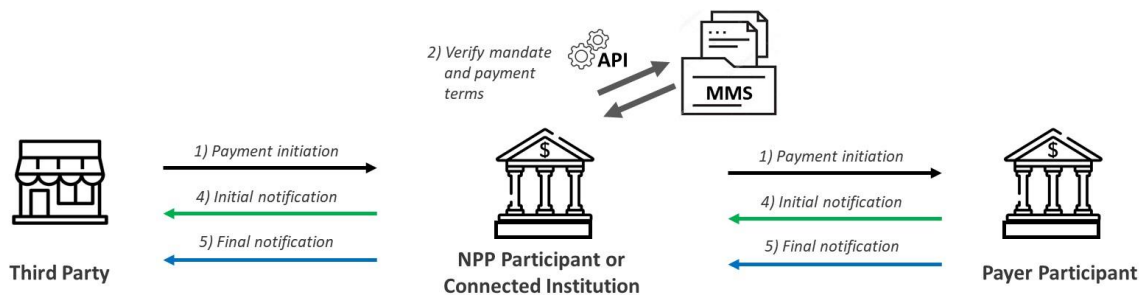 2) Verify mandate
and payment
terms
API
MMS
1) Payment initiation
$
1) Payment initiation
$
4) Initial notification
4) Initial notification
5) Final notification
5) Final notification
Third Party
NPP Participant or
Connected Institution
Payer Participant